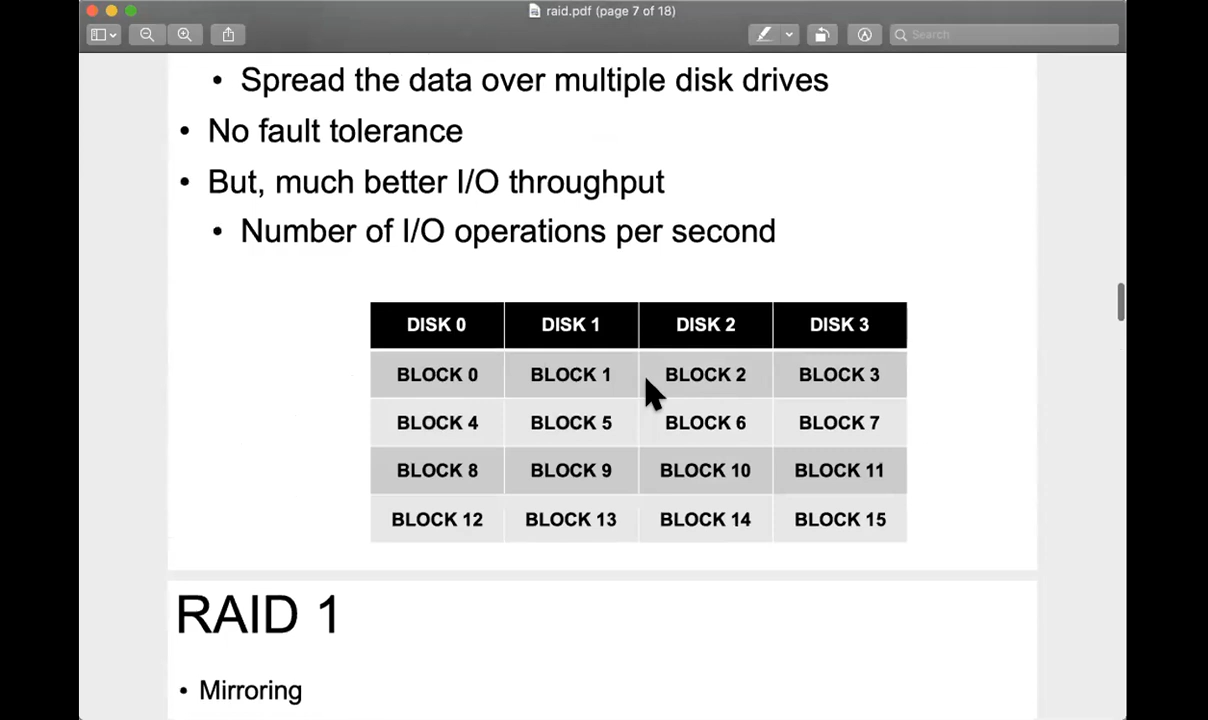 raid.pdf (page 7 of 18)
Search
• Spread the data over multiple disk drives
• No fault tolerance
• But, much better I/O throughput
• Number of I/O operations per second
DISK 0 DISK 1 DISK 2 DISK 3
BLOCK 0 BLOCK 1 BLOCK 2 BLOCK 3
BLOCK 4 BLOCK 5 BLOCK 6 BLOCK 7
BLOCK 8 BLOCK 9 BLOCK 10 BLOCK 11
BLOCK 12 BLOCK 13 BLOCK 14 BLOCK 15
RAID 1
• Mirroring